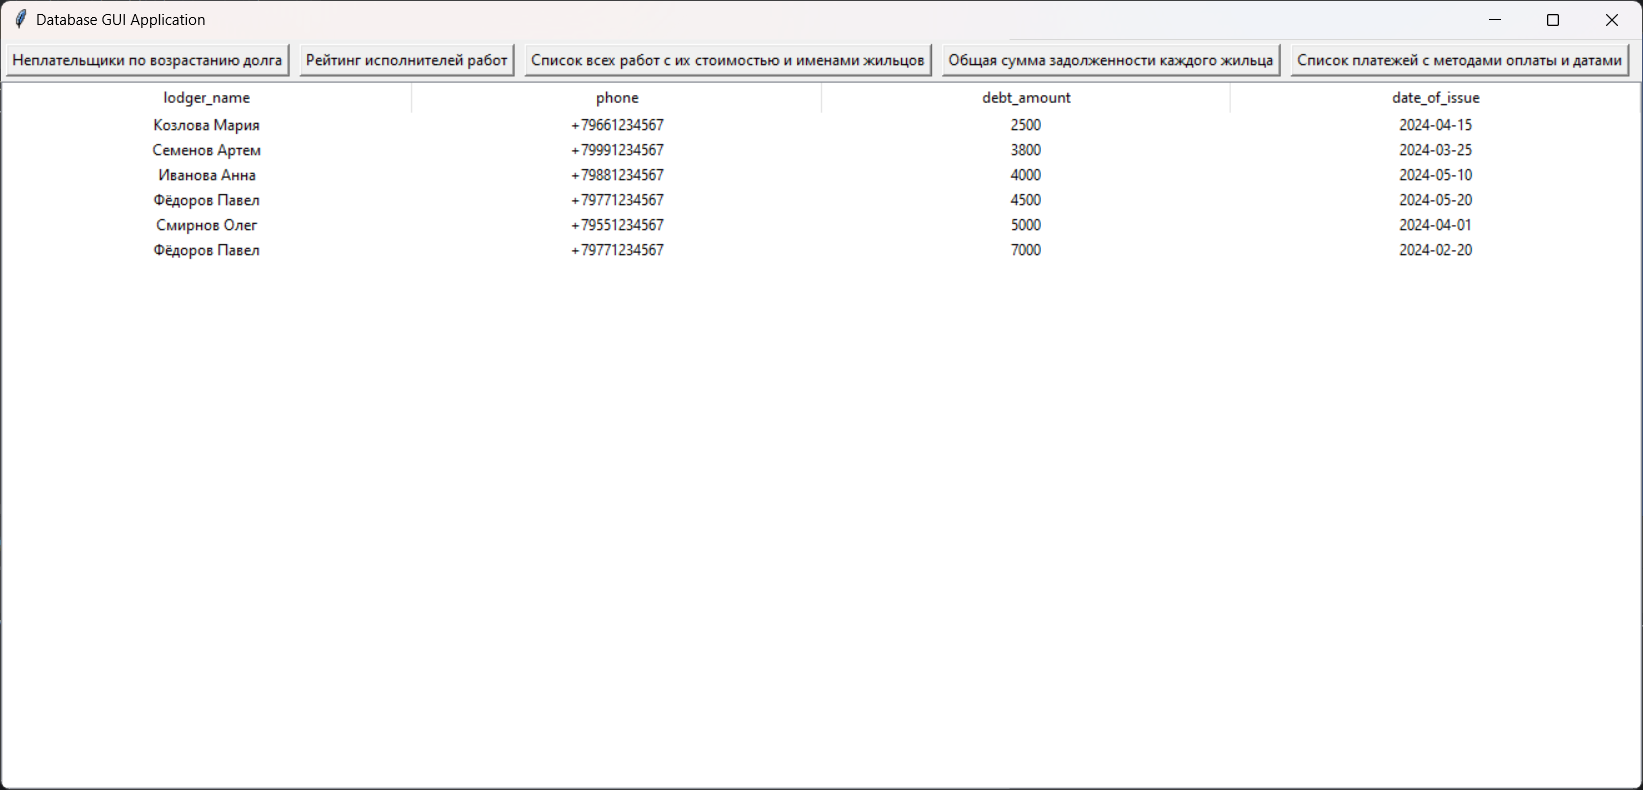 Database GUI Application
Неплательщики по возрастанию долга Рейтинг исполнителей работ Список всех работ с их стоимостью и именами жильцов Общая сумма задолженности каждого жильца Список платежей с методами оплаты и датами
lodger_name phone debt_amount date_of_issue
Козлова Мария +79661234567 2500 2024-04-15
Семенов Артем +79991234567 3800 2024-03-25
Иванова Анна +79881234567 4000 2024-05-10
Фёдоров Павел +79771234567 4500 2024-05-20
Смирнов Олег +79551234567 5000 2024-04-01
Фёдоров Павел +79771234567 7000 2024-02-20